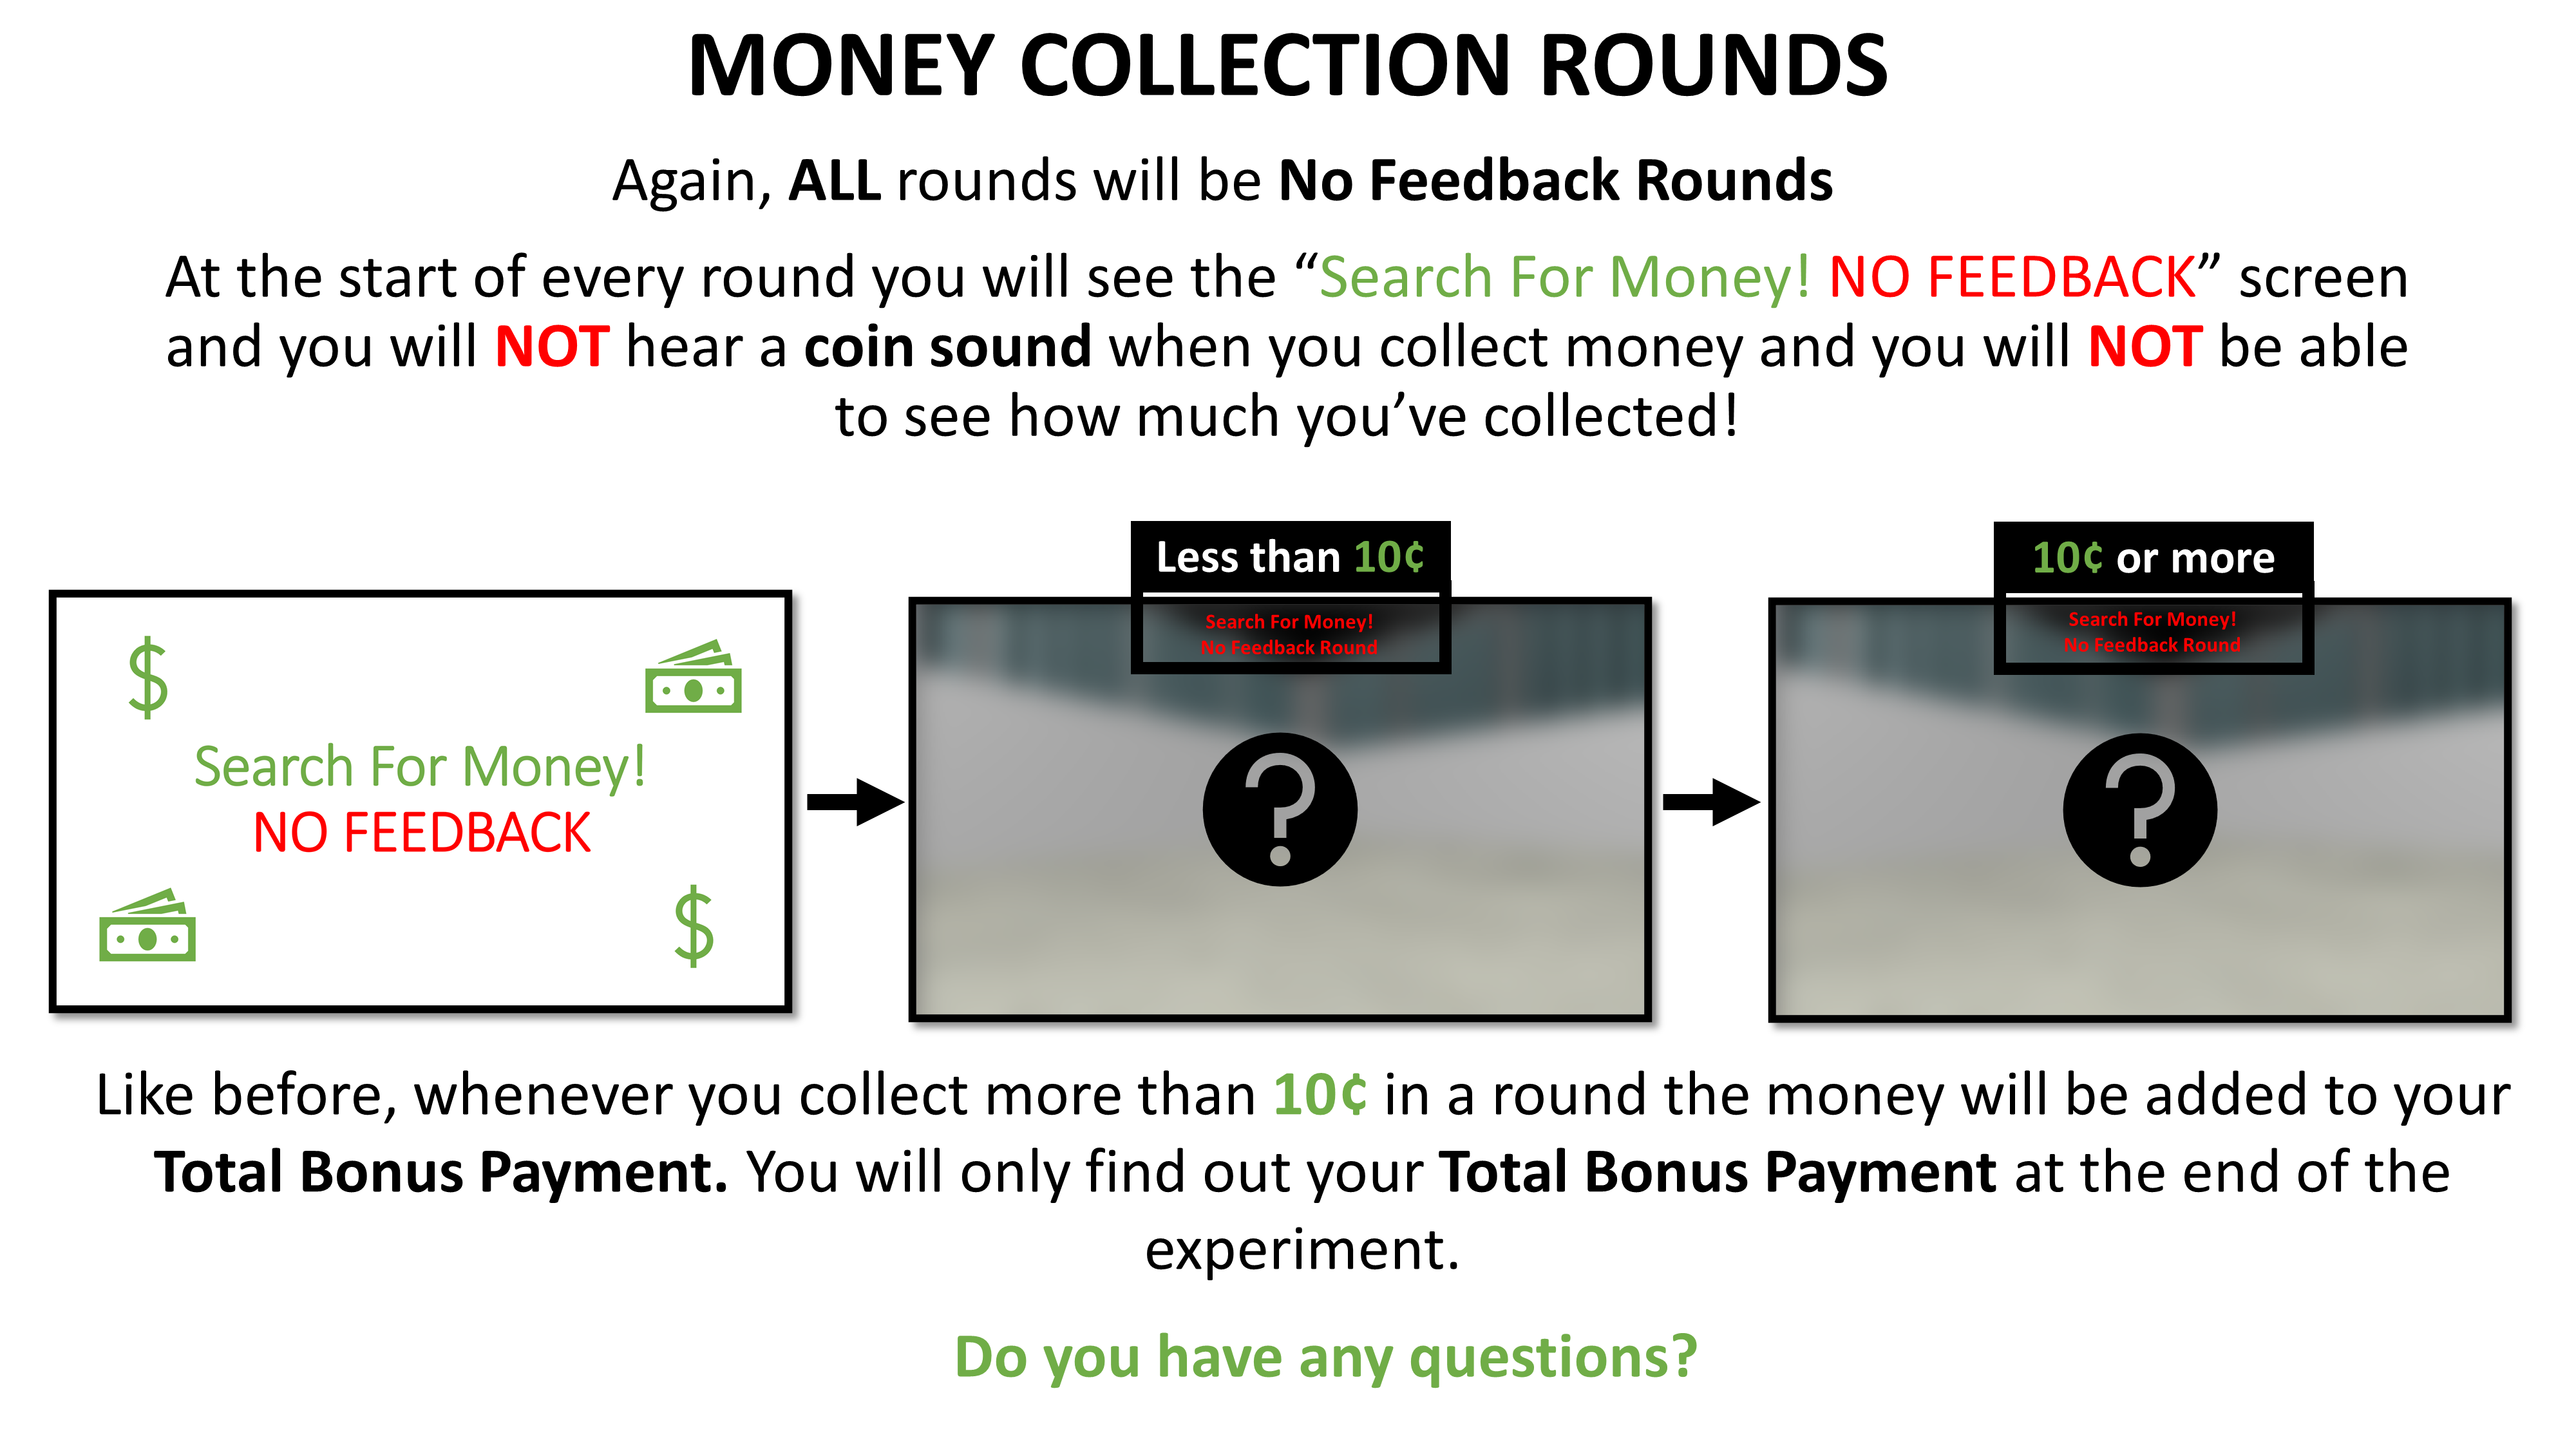 MONEY COLLECTION ROUNDS
Again, ALL rounds will be No Feedback Rounds
At the start of every round you will see the “Search For Money! NO FEEDBACK” screen
and you will NOT hear a coin sound when you collect money and you will NOT be able
to see how much you’ve collected!
$
Search For Money!
NO FEEDBACK
$
Less than 10¢
Search For Money!
No Feedback Round
?
10¢ or more
Search For Money!
No Feedback Round
?
Like before, whenever you collect more than 10¢ in a round the money will be added to your
Total Bonus Payment. You will only find out your Total Bonus Payment at the end of the
experiment.
Do you have any questions?